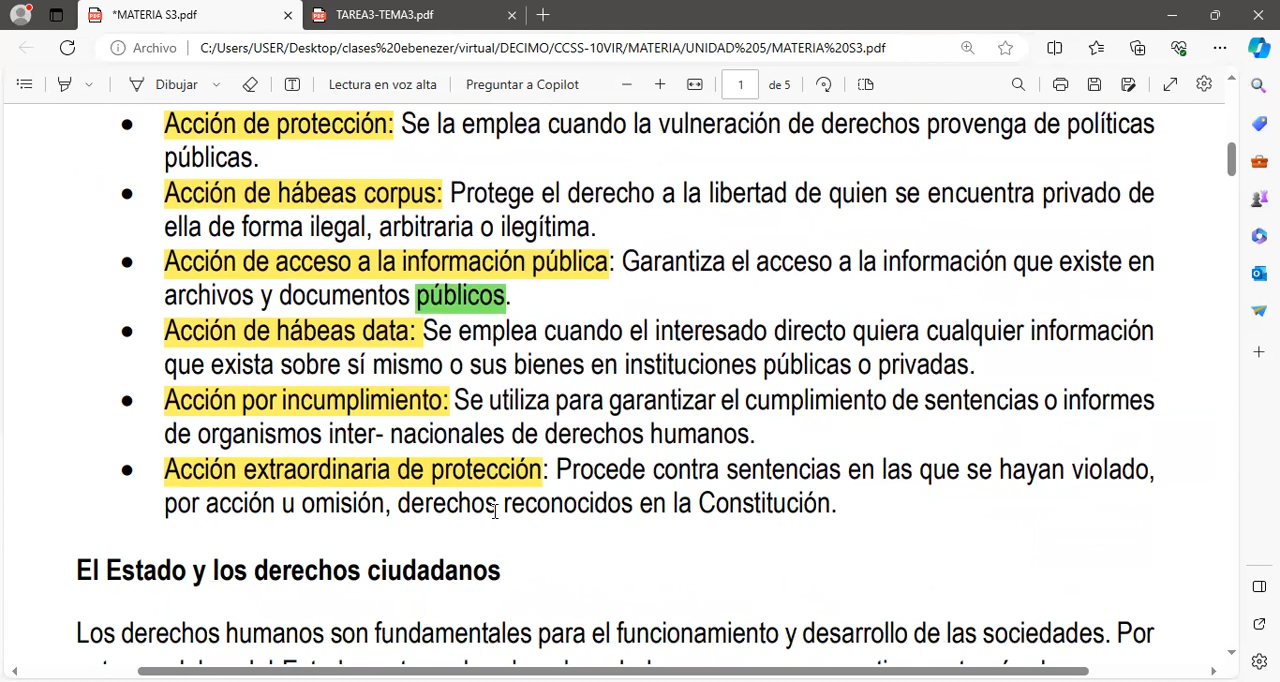 *MATERIA S3.pdf
TAREA3-TEMA3.pdf
Archivo
C:/Users/USER/Desktop/clases%20ebenezer/virtual/DECIMO/CCSS-10VIR/MATERIA/UNIDAD%205/MATERIA%20S3.pdf
Dibujar
Lectura en voz alta
Preguntar a Copilot
1
de 5
• Acción de protección: Se la emplea cuando la vulneración de derechos provenga de políticas
públicas.
• Acción de hábeas corpus: Protege el derecho a la libertad de quien se encuentra privado de
ella de forma ilegal, arbitraria o ilegítima.
• Acción de acceso a la información pública: Garantiza el acceso a la información que existe en
archivos y documentos públicos.
• Acción de hábeas data: Se emplea cuando el interesado directo quiera cualquier información
que exista sobre sí mismo o sus bienes en instituciones públicas o privadas.
• Acción por incumplimiento: Se utiliza para garantizar el cumplimiento de sentencias o informes
de organismos inter- nacionales de derechos humanos.
• Acción extraordinaria de protección: Procede contra sentencias en las que se hayan violado,
por acción u omisión, derechos reconocidos en la Constitución.
El Estado y los derechos ciudadanos
Los derechos humanos son fundamentales para el funcionamiento y desarrollo de las sociedades. Por